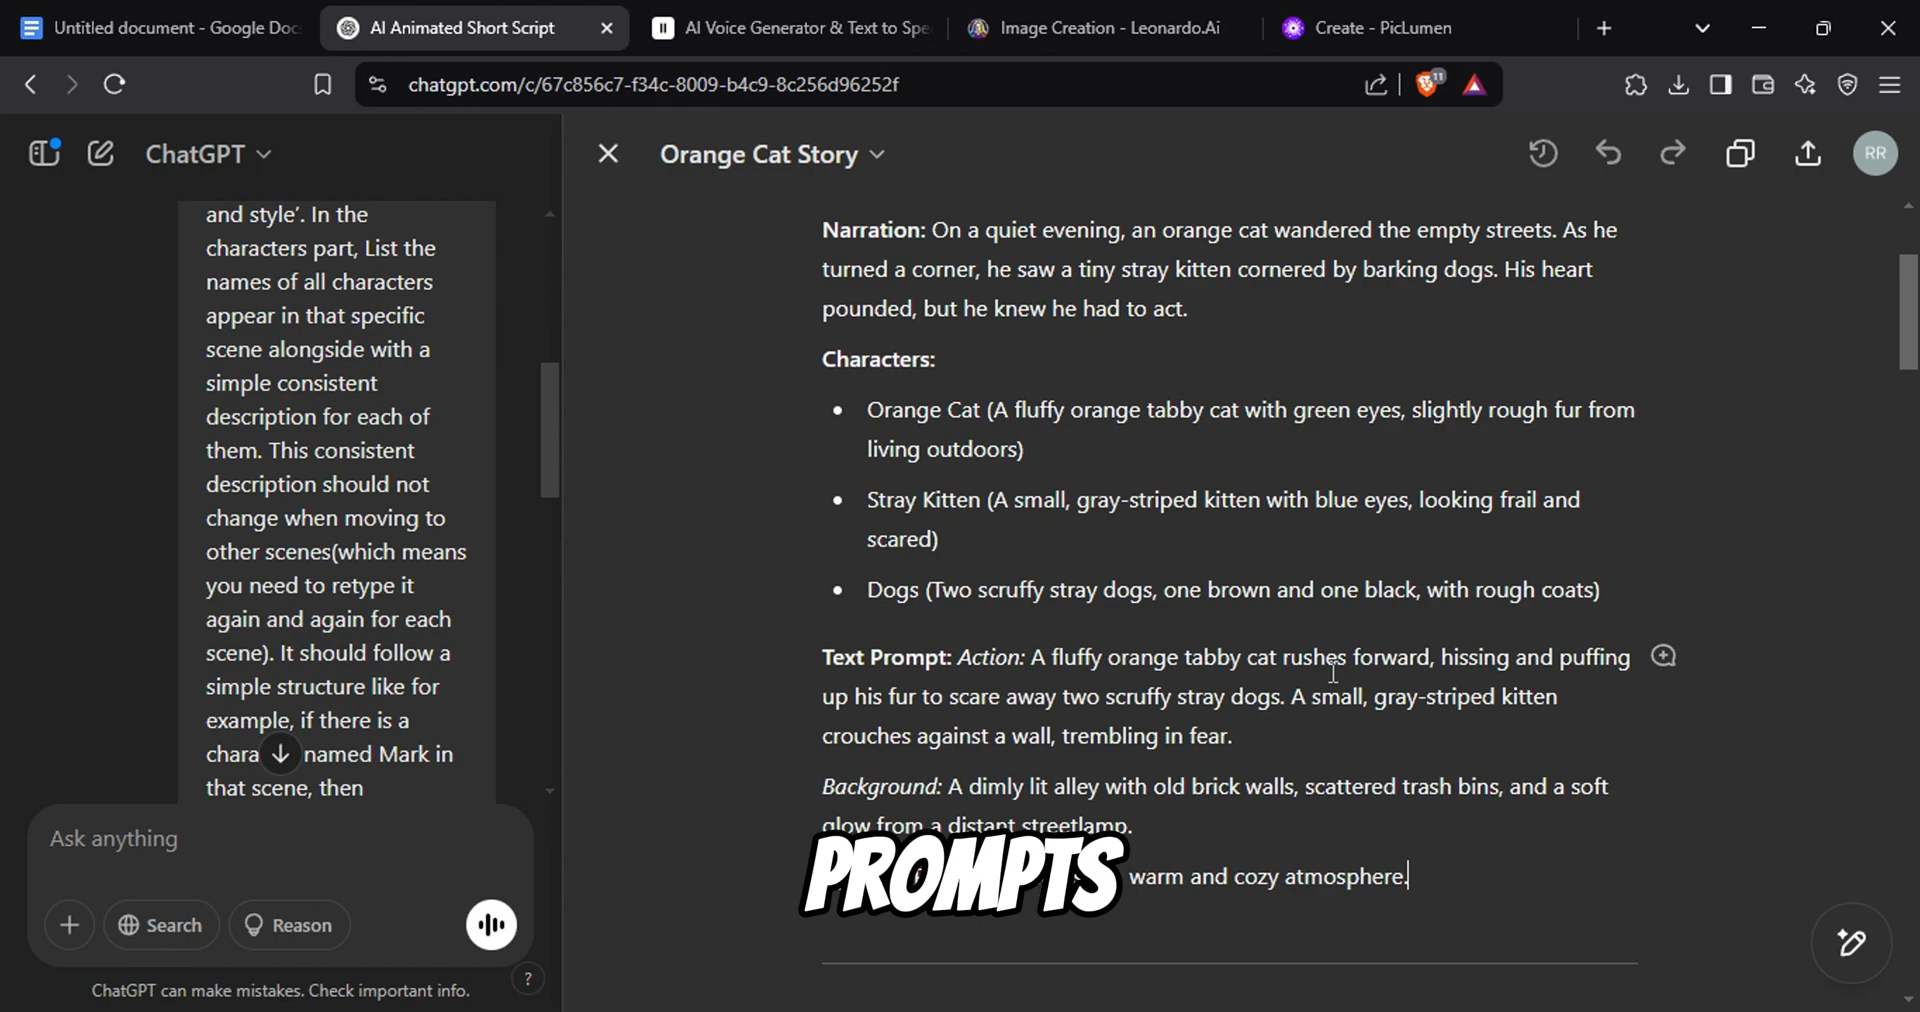 Untitled document - Google Doc
AI Animated Short Script
AI Voice Generator & Text to Spe
Image Creation - Leonardo.Ai
Create - PicLumen
chatgpt.com/c/67c856c7-f34c-8009-b4c9-8c256d96252f
11
ChatGPT
Orange Cat Story
RR
and style’. In the
characters part, List the
names of all characters
appear in that specific
scene alongside with a
simple consistent
description for each of
them. This consistent
description should not
change when moving to
other scenes(which means
you need to retype it
again and again for each
scene). It should follow a
simple structure like for
example, if there is a
chara named Mark in
that scene, then
Ask anything
Search
Reason
ChatGPT can make mistakes. Check important info.
?
Narration: On a quiet evening, an orange cat wandered the empty streets. As he
turned a corner, he saw a tiny stray kitten cornered by barking dogs. His heart
pounded, but he knew he had to act.
Characters:
• Orange Cat (A fluffy orange tabby cat with green eyes, slightly rough fur from
living outdoors)
• Stray Kitten (A small, gray-striped kitten with blue eyes, looking frail and
scared)
• Dogs (Two scruffy stray dogs, one brown and one black, with rough coats)
Text Prompt: Action: A fluffy orange tabby cat rushes forward, hissing and puffing
up his fur to scare away two scruffy stray dogs. A small, gray-striped kitten
crouches against a wall, trembling in fear.
Background: A dimly lit alley with old brick walls, scattered trash bins, and a soft
glow from a distant streetlamp.
PROMPTS
warm and cozy atmosphere.